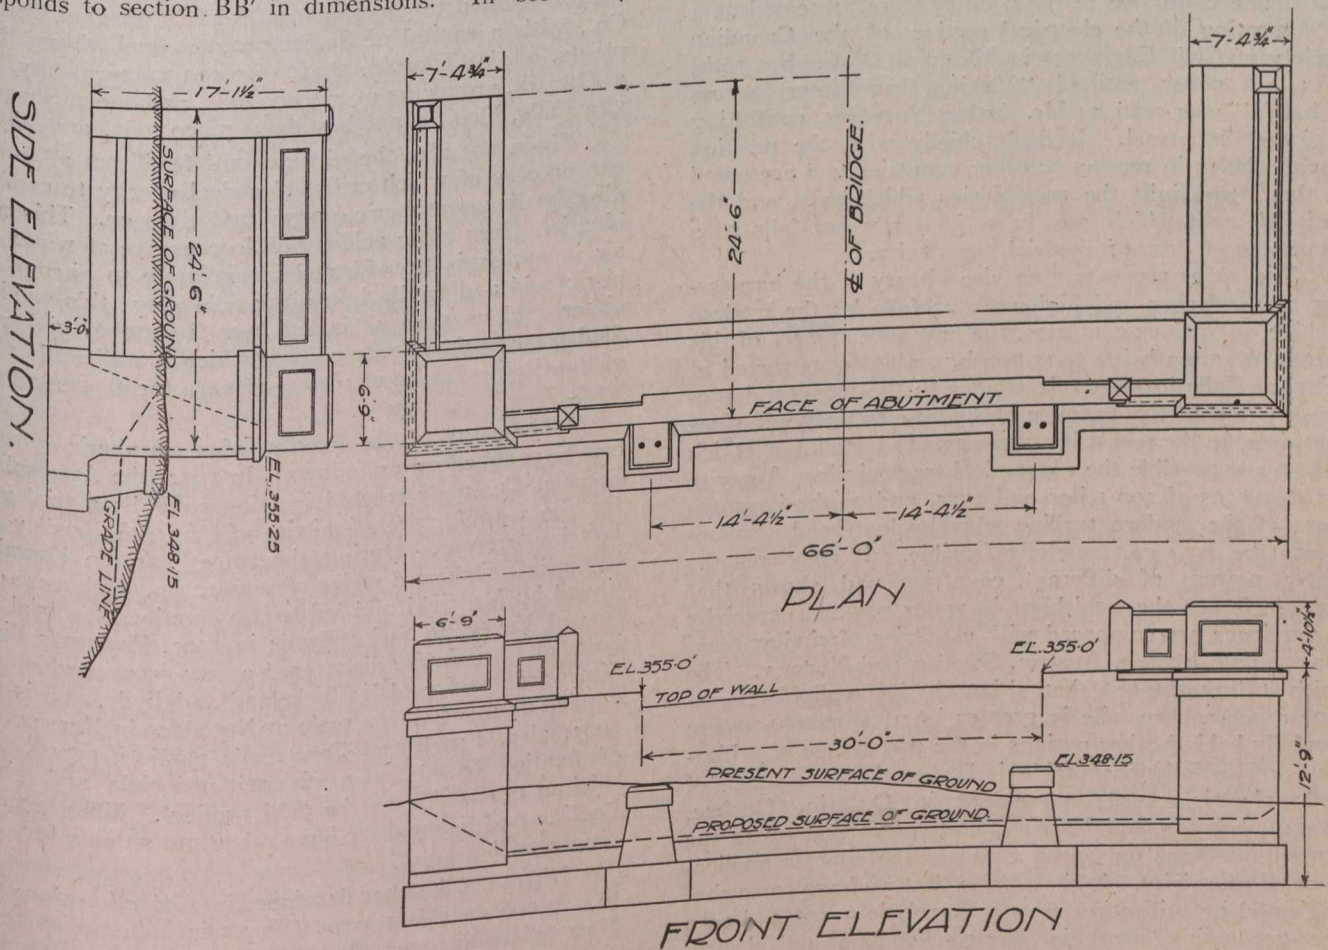 ponds to section BB' in dimensions. In
7'-4¾"
7'-4¾"
17'-1½"
24'-6"
SURFACE OF GROUND
3'-0"
6'-9"
EL 355.25
EL 348.15
GRADE LINE
SIDE ELEVATION.
24'-6"
℄ OF BRIDGE.
FACE OF ABUTMENT
14'-4½"
14'-4½"
66'-0"
PLAN
6'-9"
EL.355.0'
EL.355.0'
TOP OF WALL
4'-10½"
30'-0"
12'-9"
EL348.15
PRESENT SURFACE OF GROUND
PROPOSED SURFACE OF GROUND.
FRONT ELEVATION